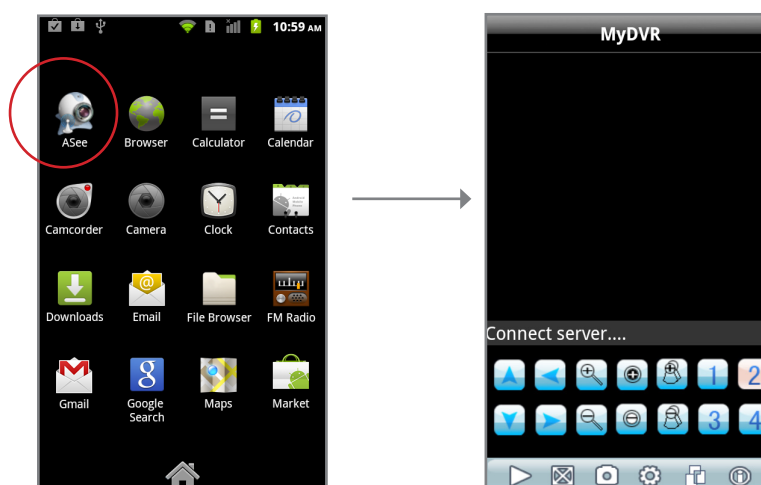 10:59 AM
ASee Browser Calculator Calendar
Camcorder Camera Clock Contacts
Downloads Email File Browser FM Radio
Gmail Google Search Maps Market
MyDVR
Connect server....
1 2
3 4